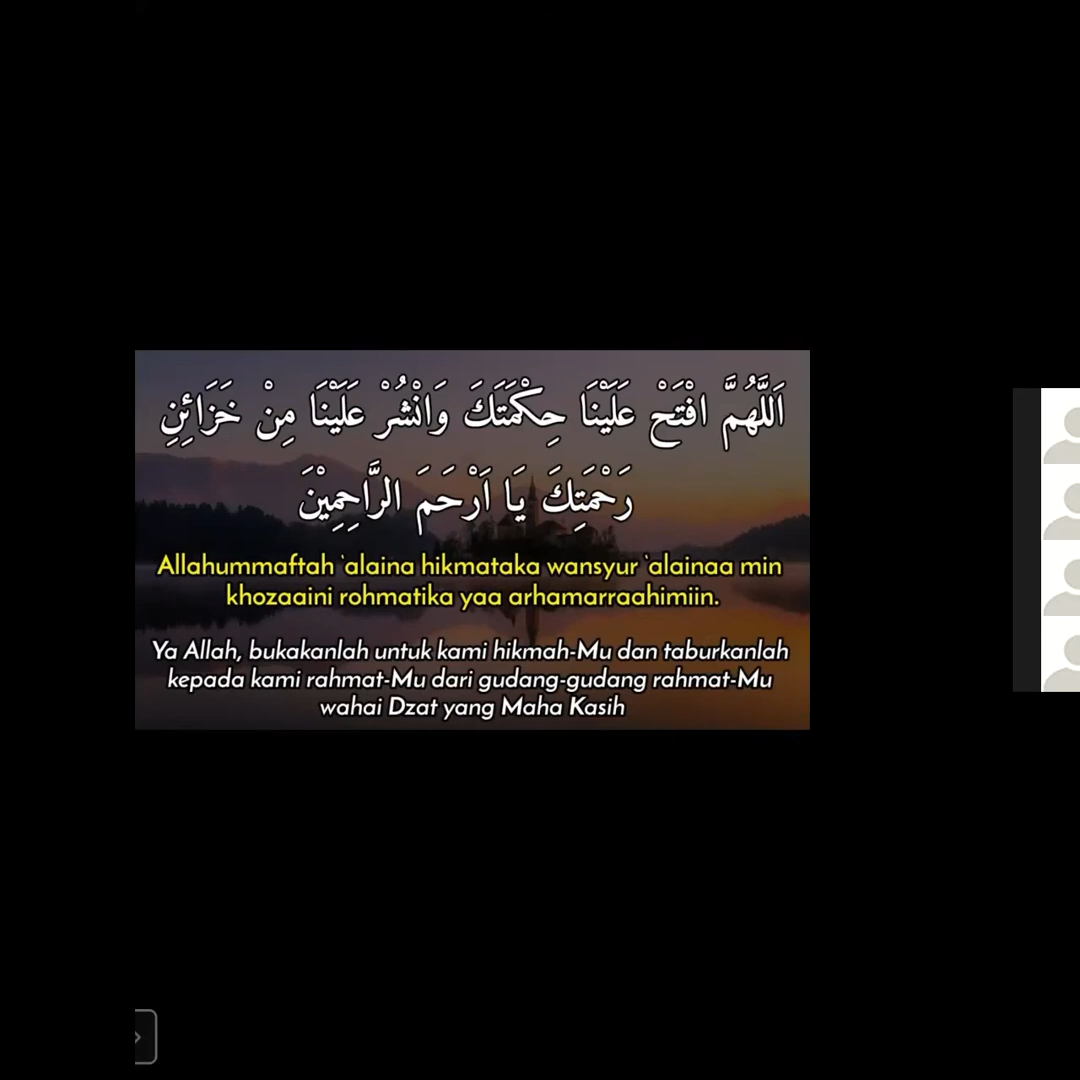 اَللَّهُمَّ افْتَحْ عَلَيْنَا حِكْمَتَكَ وَانْشُرْ عَلَيْنَا مِنْ خَزَائِنِ
رَحْمَتِكَ يَا اَرْحَمَ الرَّاحِمِيْنَ
Allahummaftah `alaina hikmataka wansyur `alainaa min
khozaaini rohmatika yaa arhamarraahimiin.
Ya Allah, bukakanlah untuk kami hikmah-Mu dan taburkanlah
kepada kami rahmat-Mu dari gudang-gudang rahmat-Mu
wahai Dzat yang Maha Kasih